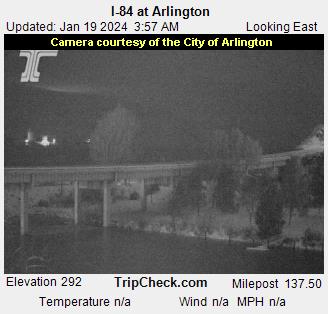 I-84 at Arlington
Updated: Jan 19 2024 3:57 AM Looking East
Camera courtesy of the City of Arlington
Elevation 292 TripCheck.com Milepost 137.50
Temperature n/a Wind n/a MPH n/a